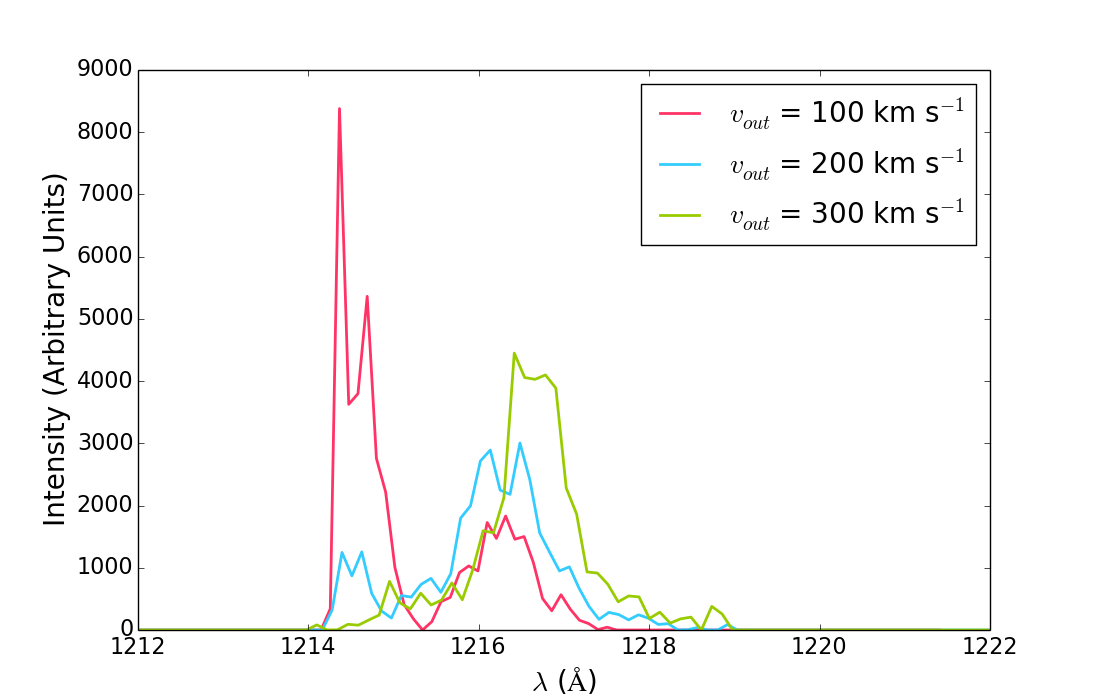 9000
8000
7000
6000
5000
4000
3000
2000
1000
0
Intensity (Arbitrary Units)
v_out = 100 km s⁻¹
v_out = 200 km s⁻¹
v_out = 300 km s⁻¹
1212 1214 1216 1218 1220 1222
λ (Å)